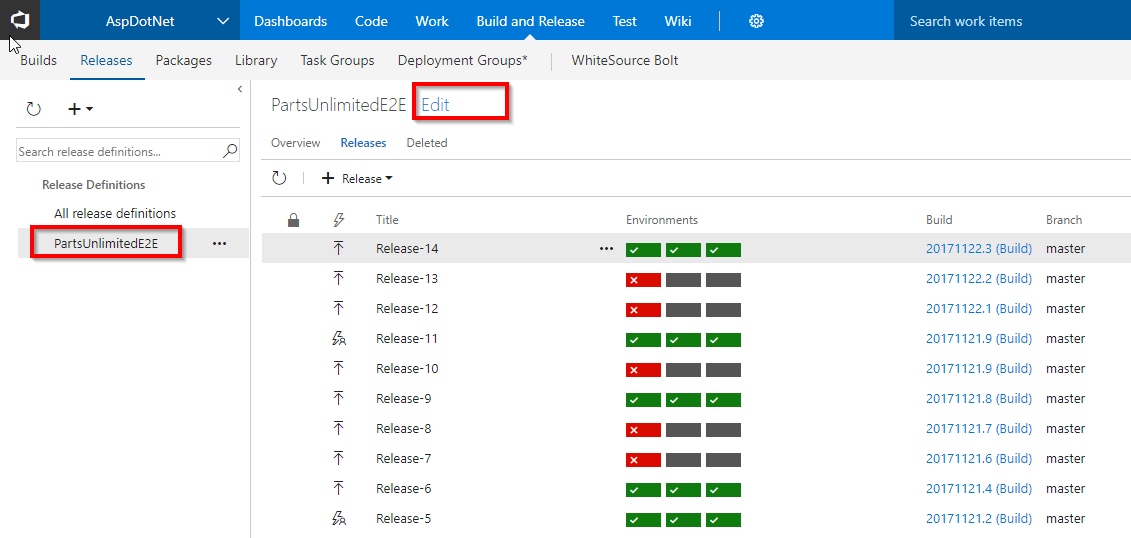 AspDotNet Dashboards Code Work Build and Release Test Wiki Search work items
Builds Releases Packages Library Task Groups Deployment Groups* WhiteSource Bolt
PartsUnlimitedE2E Edit
Overview Releases Deleted
Search release definitions...
+ Release
Release Definitions
All release definitions
PartsUnlimitedE2E ...
Title Environments Build Branch
Release-14 ... 20171122.3 (Build) master
Release-13 20171122.2 (Build) master
Release-12 20171122.1 (Build) master
Release-11 20171121.9 (Build) master
Release-10 20171121.9 (Build) master
Release-9 20171121.8 (Build) master
Release-8 20171121.7 (Build) master
Release-7 20171121.6 (Build) master
Release-6 20171121.4 (Build) master
Release-5 20171121.2 (Build) master